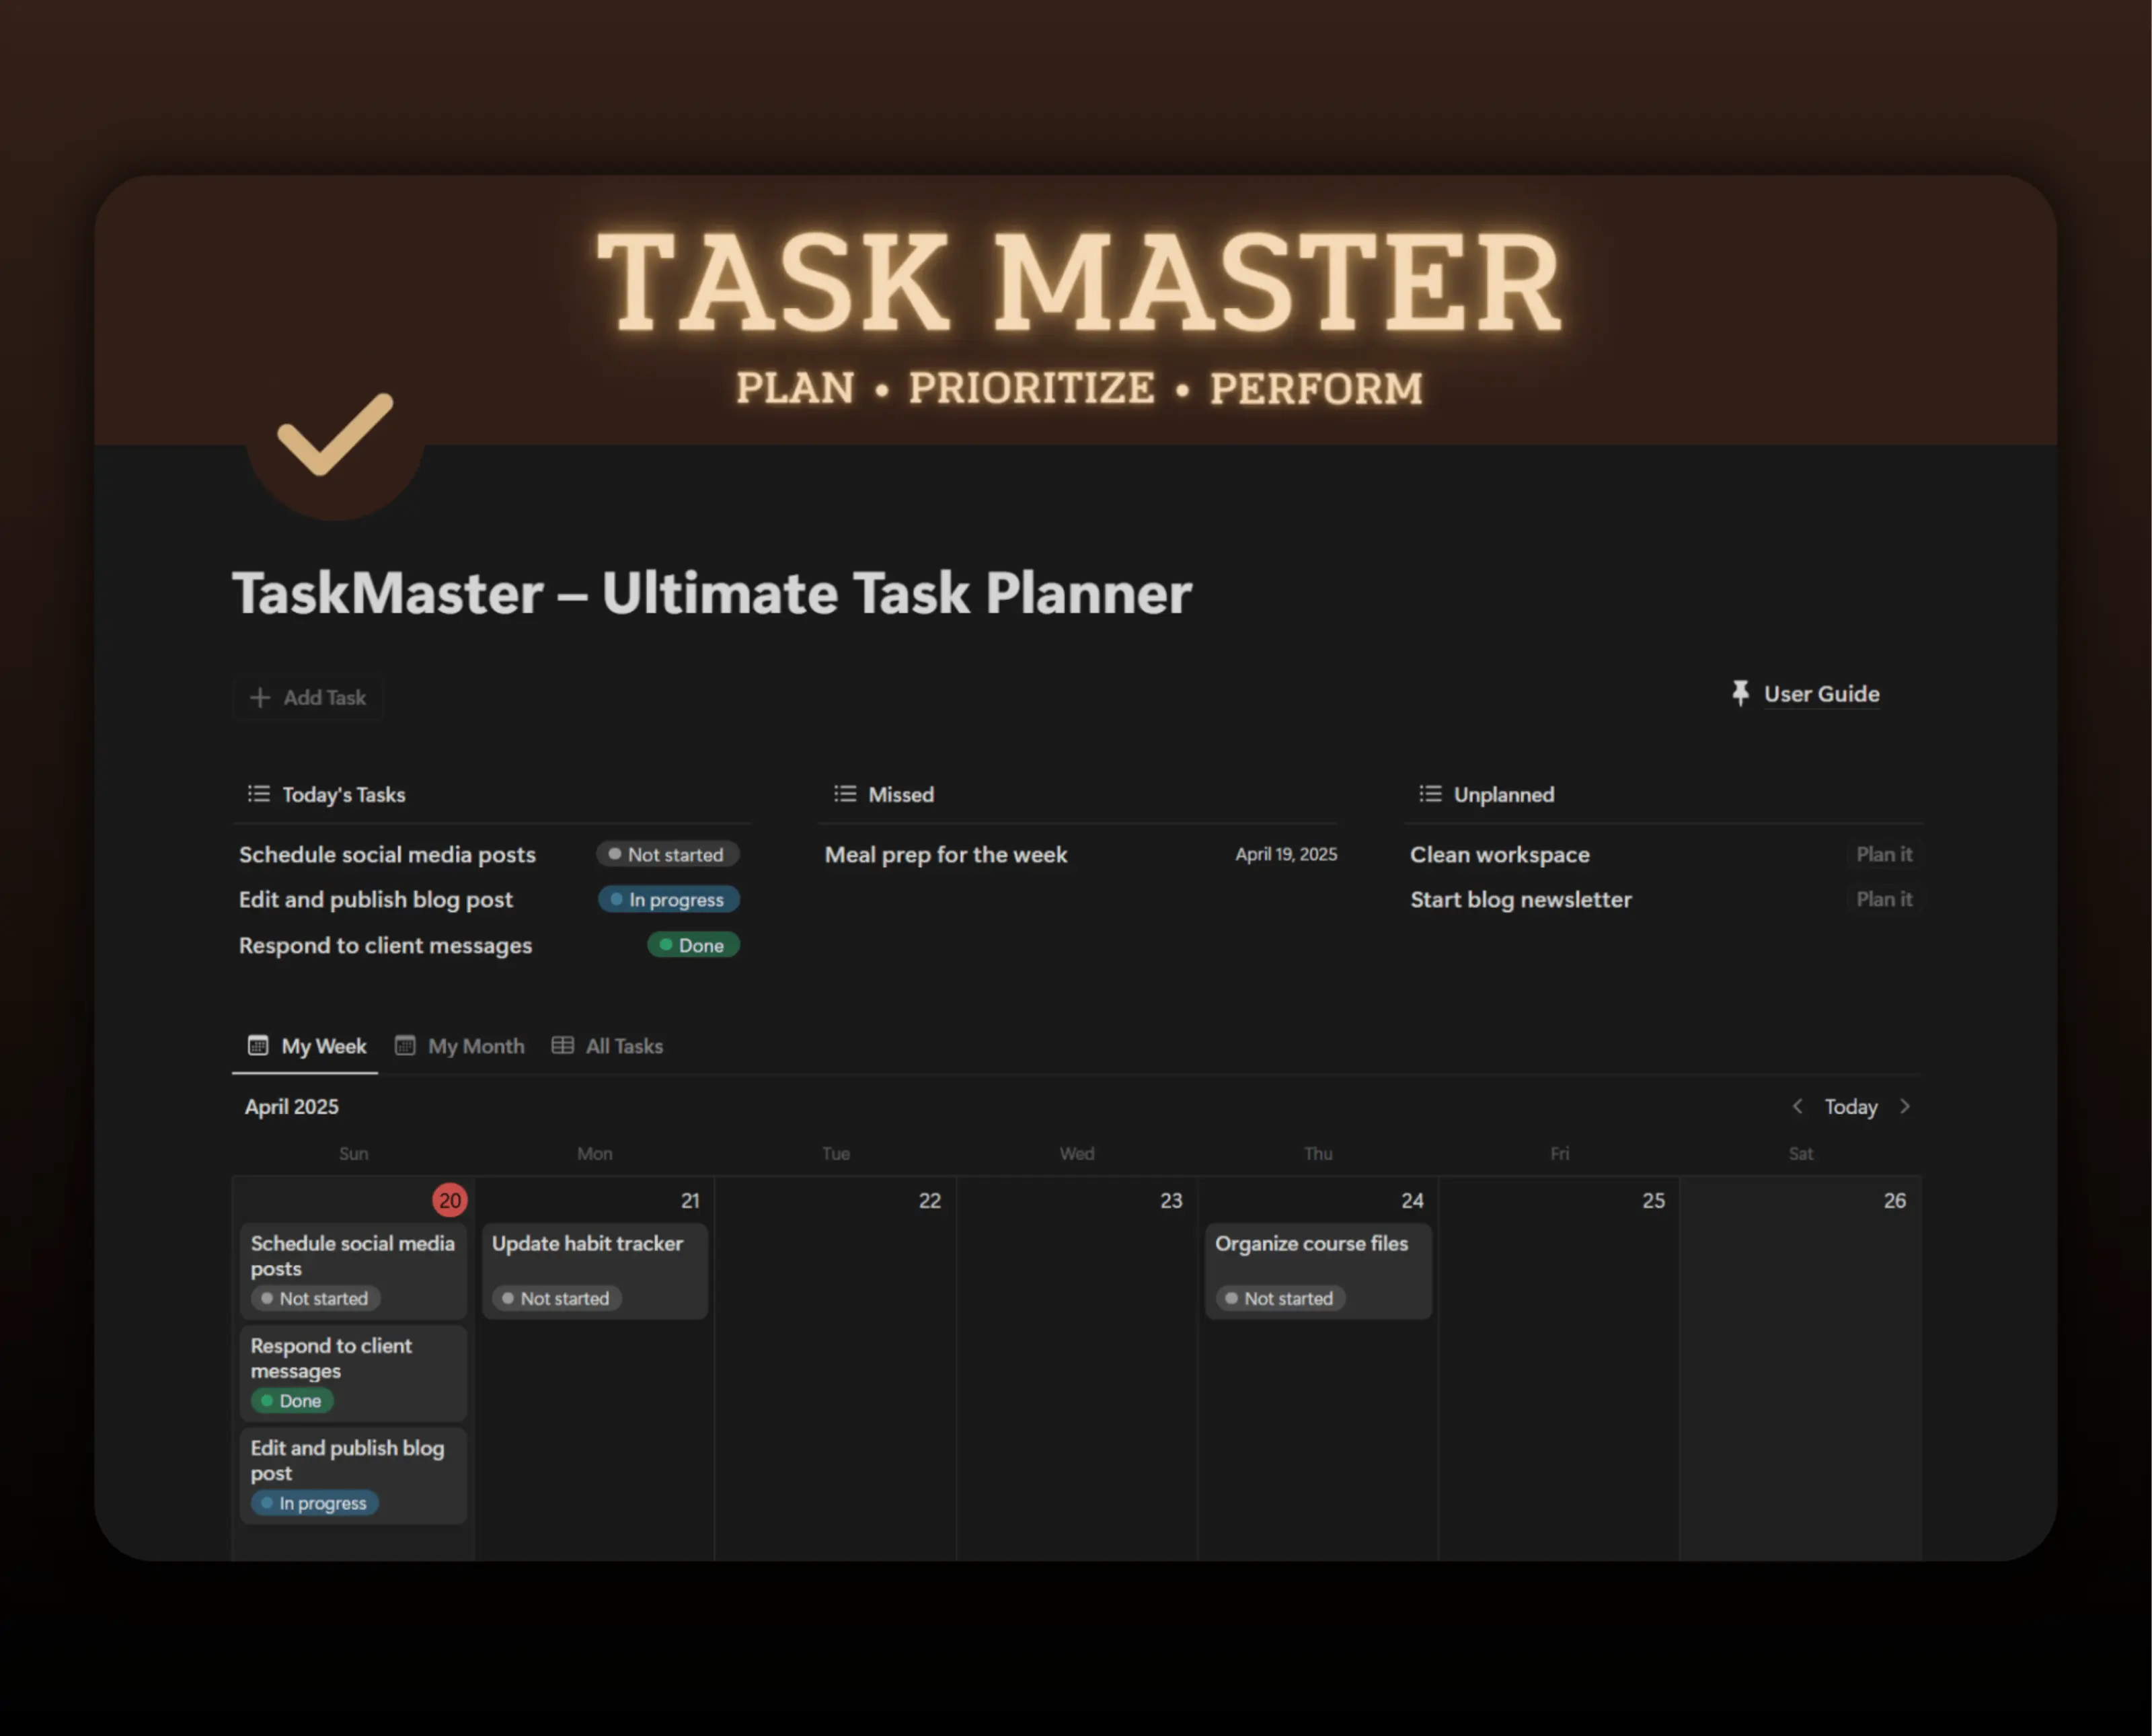 TASK MASTER
PLAN • PRIORITIZE • PERFORM
TaskMaster – Ultimate Task Planner
Add Task
User Guide
Today's Tasks
Schedule social media posts Not started
Edit and publish blog post In progress
Respond to client messages Done
Missed
Meal prep for the week April 19, 2025
Unplanned
Clean workspace Plan it
Start blog newsletter Plan it
My Week My Month All Tasks
April 2025 Today
Sun Mon Tue Wed Thu Fri Sat
20 21 22 23 24 25 26
Schedule social media
posts
Not started
Respond to client
messages
Done
Edit and publish blog
post
In progress
Update habit tracker
Not started
Organize course files
Not started